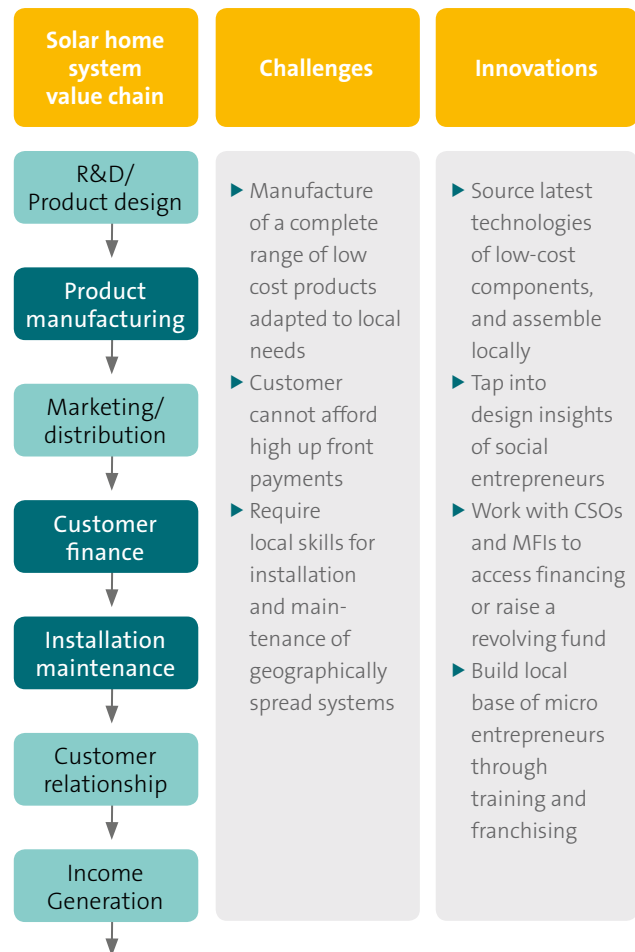 Solar home
system
value chain
R&D/
Product design
Product
manufacturing
Marketing/
distribution
Customer
finance
Installation
maintenance
Customer
relationship
Income
Generation
Challenges
Manufacture
of a complete
range of low
cost products
adapted to local
needs
Customer
cannot afford
high up front
payments
Require
local skills for
installation
and main-
tenance of
geographically
spread systems
Innovations
Source latest
technologies
of low-cost
components,
and assemble
locally
Tap into
design insights
of social
entrepreneurs
Work with CSOs
and MFIs to
access financing
or raise a
revolving fund
Build local
base of micro
entrepreneurs
through
training and
franchising